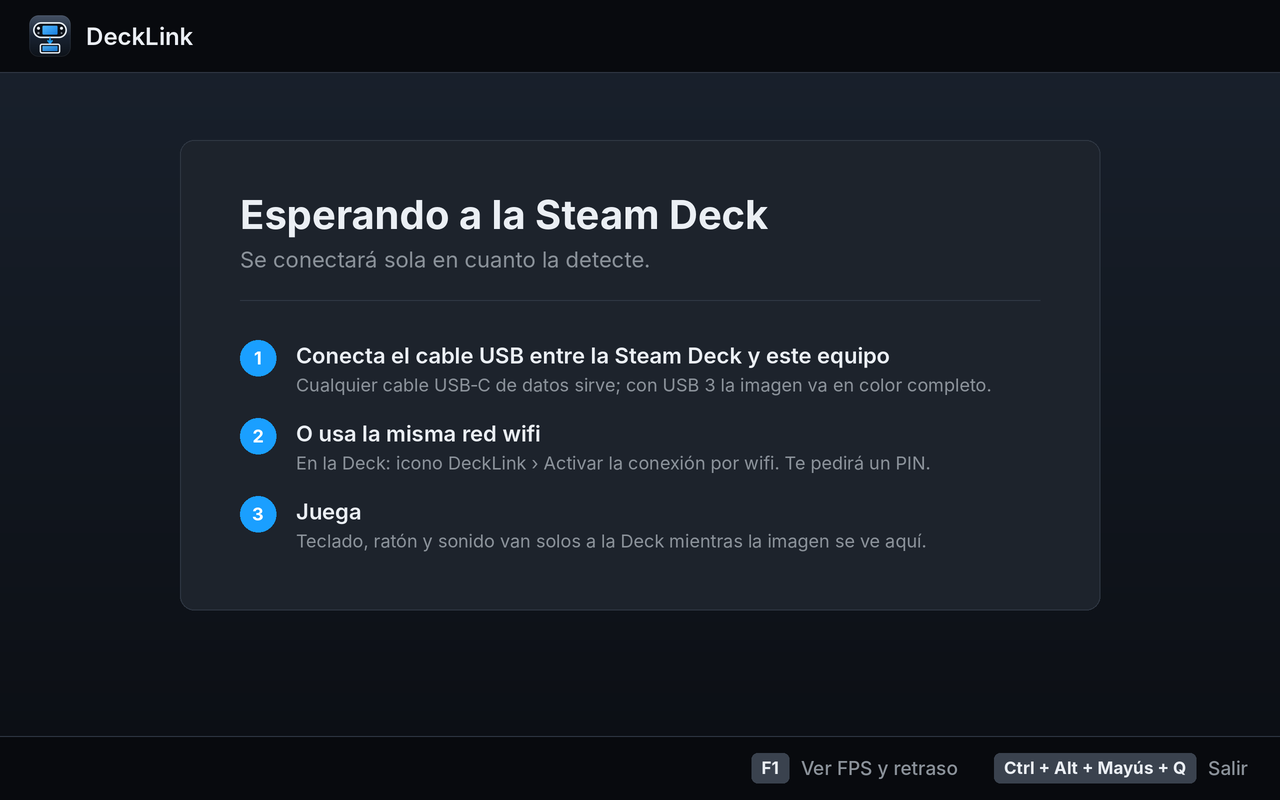 DeckLink
Esperando a la Steam Deck
Se conectará sola en cuanto la detecte.
1 Conecta el cable USB entre la Steam Deck y este equipo
Cualquier cable USB-C de datos sirve; con USB 3 la imagen va en color completo.
2 O usa la misma red wifi
En la Deck: icono DeckLink › Activar la conexión por wifi. Te pedirá un PIN.
3 Juega
Teclado, ratón y sonido van solos a la Deck mientras la imagen se ve aquí.
F1 Ver FPS y retraso Ctrl + Alt + Mayús + Q Salir